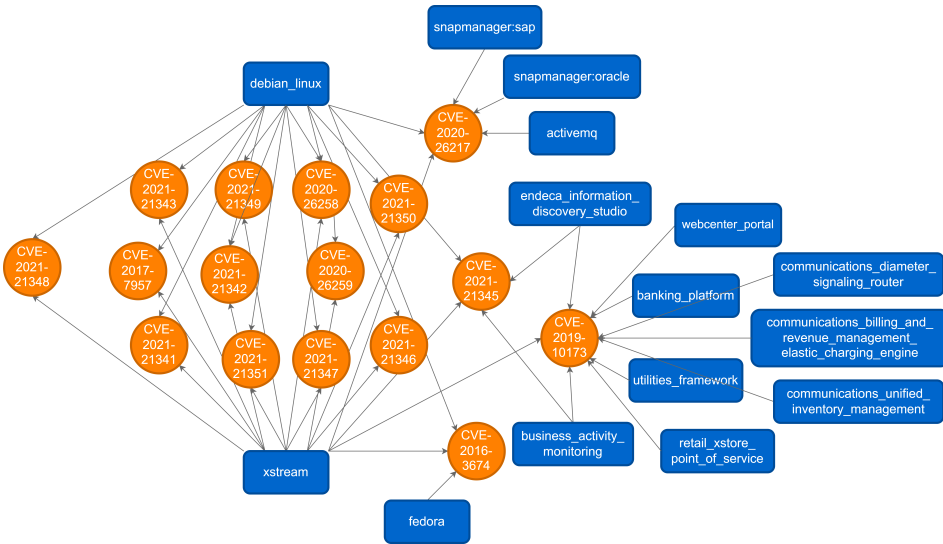 snapmanager:sap
snapmanager:oracle
debian_linux
activemq
CVE-
2020-
26217
CVE-
2021-
21343
CVE-
2021-
21349
CVE-
2020-
26258
CVE-
2021-
21350
endeca_information_
discovery_studio
webcenter_portal
CVE-
2021-
21348
CVE-
2017-
7957
CVE-
2021-
21342
CVE-
2020-
26259
CVE-
2021-
21345
communications_diameter_
signaling_router
banking_platform
CVE-
2021-
21341
CVE-
2021-
21351
CVE-
2021-
21347
CVE-
2021-
21346
CVE-
2019-
10173
communications_billing_and_
revenue_management_
elastic_charging_engine
utilities_framework
communications_unified_
inventory_management
CVE-
2016-
3674
business_activity_
monitoring
retail_xstore_
point_of_service
xstream
fedora